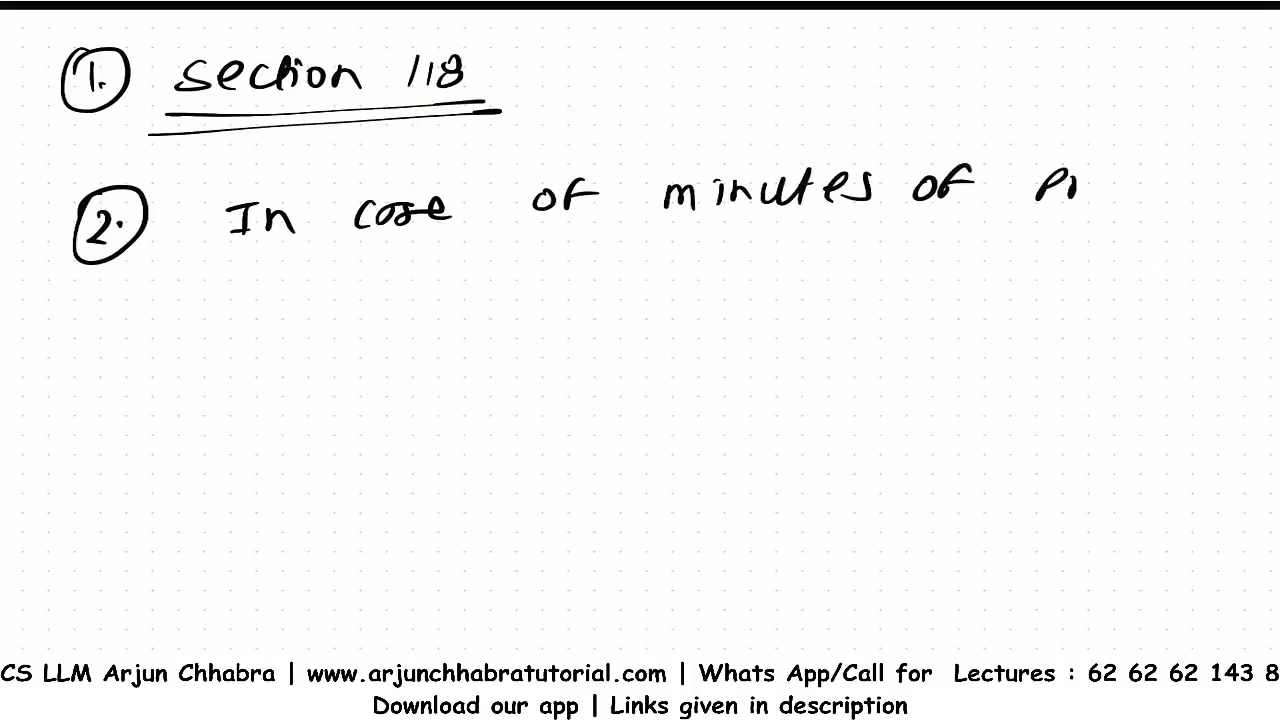 1. Section 118
2. In case of minutes of
CS LLM Arjun Chhabra | www.arjunchhabratutorial.com | Whats App/Call for Lectures : 62 62 62 143 8
Download our app | Links given in description